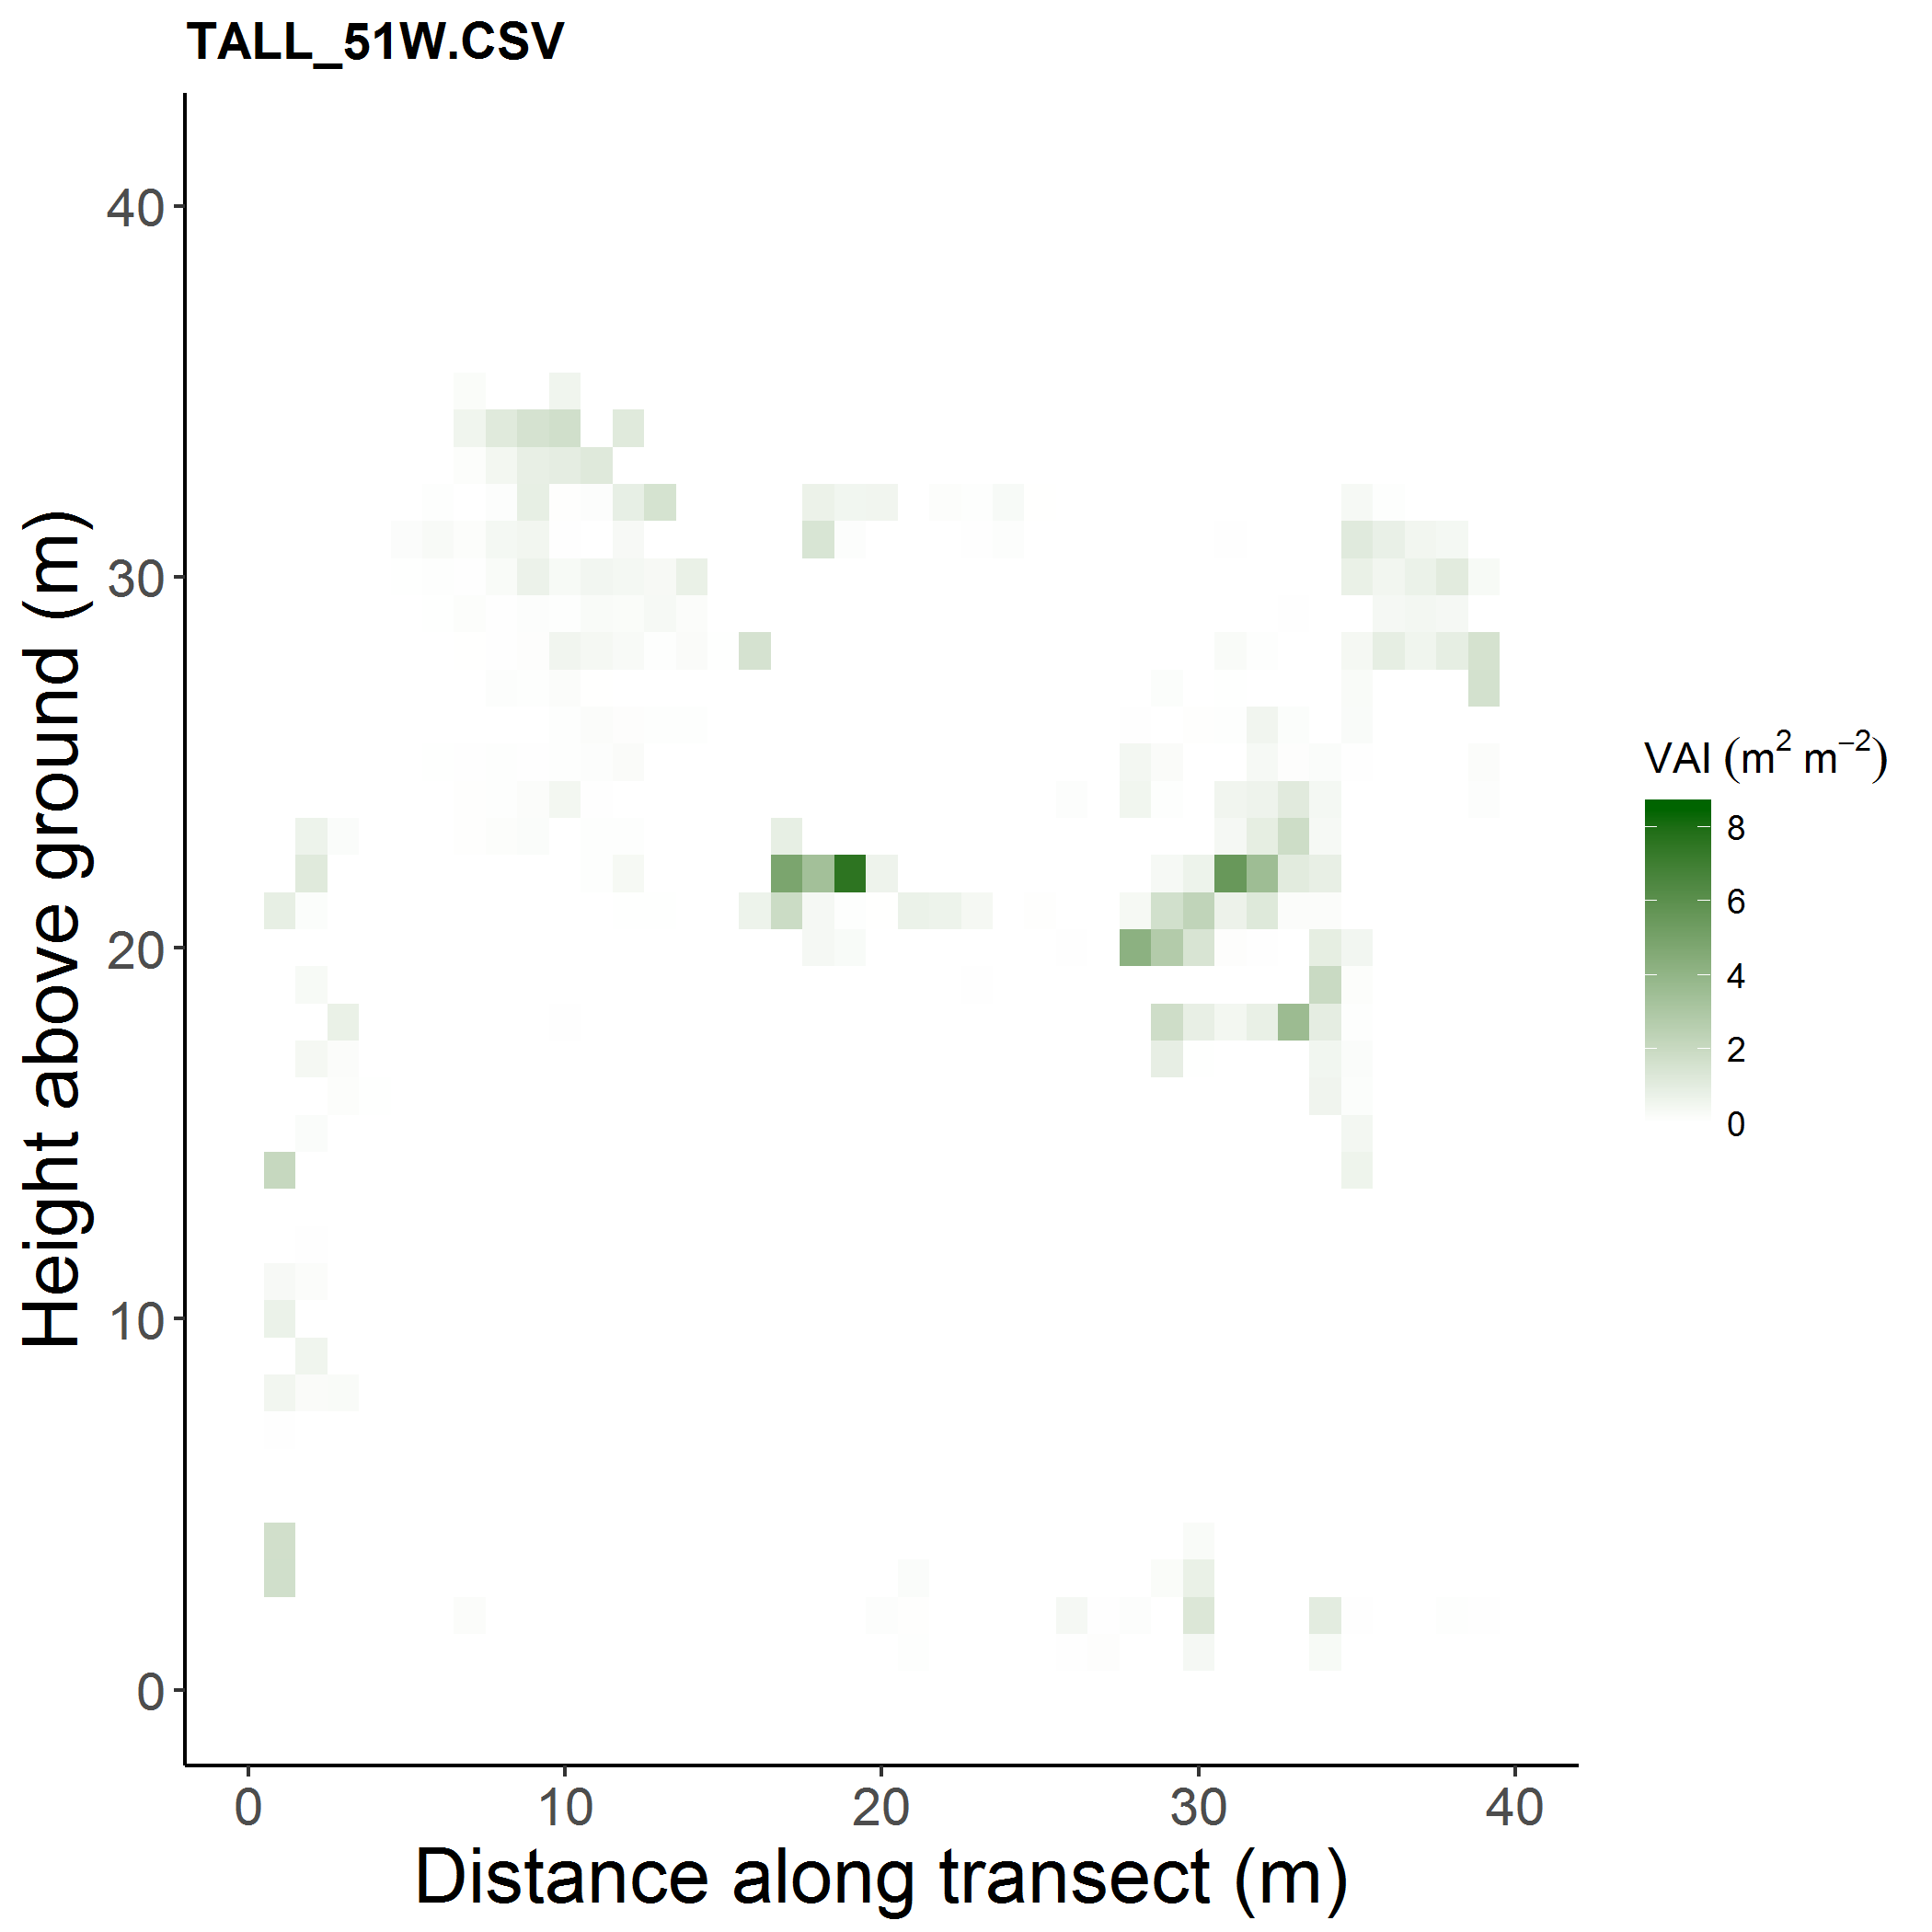 TALL_51W.CSV
Height above ground (m)
40
30
20
10
0
0 10 20 30 40
Distance along transect (m)
VAI (m² m⁻²)
8
6
4
2
0